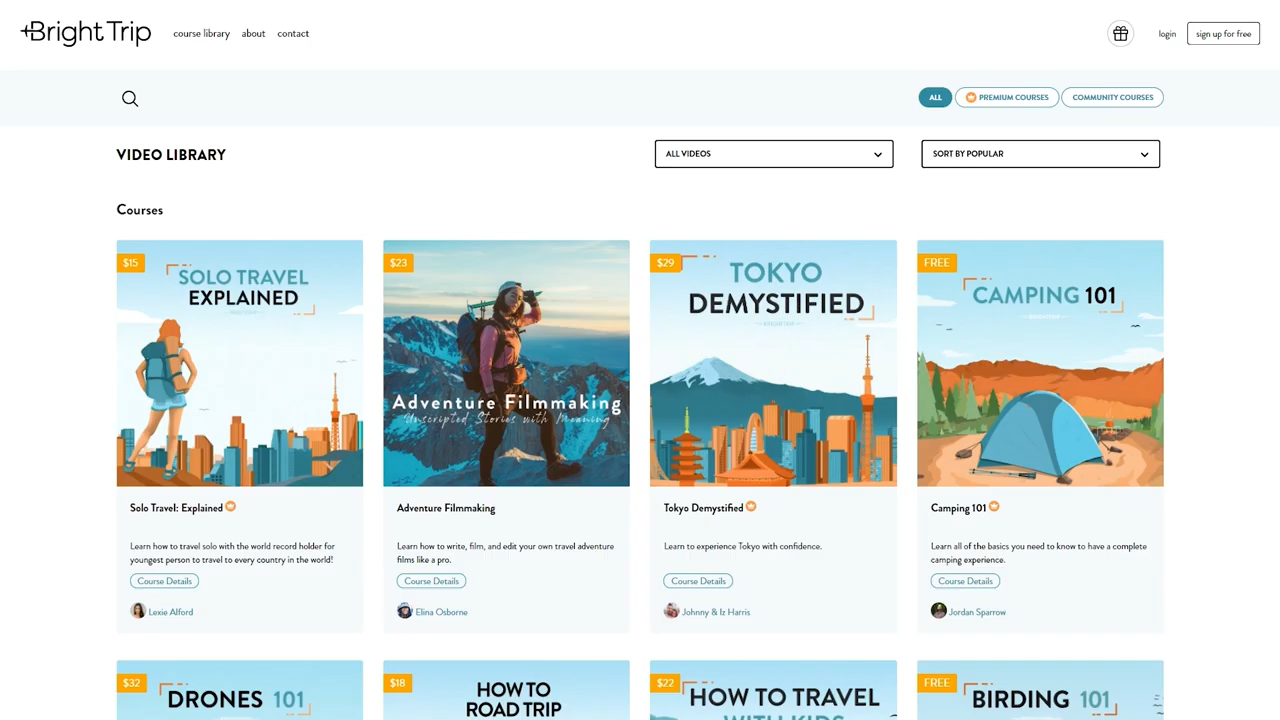 Bright Trip
course library
about
contact
login
sign up for free
ALL
PREMIUM COURSES
COMMUNITY COURSES
VIDEO LIBRARY
ALL VIDEOS
SORT BY POPULAR
Courses
$15
SOLO TRAVEL
EXPLAINED
$23
Adventure Filmmaking
Unscripted Stories with Meaning
$29
TOKYO
DEMYSTIFIED
FREE
CAMPING 101
Solo Travel: Explained
Learn how to travel solo with the world record holder for
youngest person to travel to every country in the world!
Course Details
Lexie Alford
Adventure Filmmaking
Learn how to write, film, and edit your own travel adventure
films like a pro.
Course Details
Elina Osborne
Tokyo Demystified
Learn to experience Tokyo with confidence.
Course Details
Johnny & Iz Harris
Camping 101
Learn all of the basics you need to know to have a complete
camping experience.
Course Details
Jordan Sparrow
$32
DRONES 101
$18
HOW TO
ROAD TRIP
$22
HOW TO TRAVEL
WITH KIDS
FREE
BIRDING 101